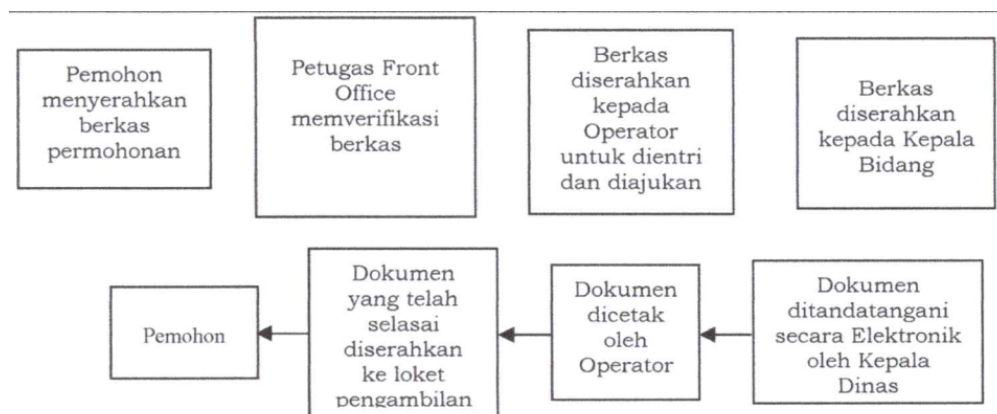 Pemohon
menyerahkan
berkas
permohonan
Petugas Front
Office
memverifikasi
berkas
Berkas
diserahkan
kepada
Operator
untuk dientri
dan diajukan
Berkas
diserahkan
kepada Kepala
Bidang
Pemohon
Dokumen
yang telah
selasai
diserahkan
ke loket
pengambilan
Dokumen
dicetak
oleh
Operator
Dokumen
ditandatangani
secara Elektronik
oleh Kepala
Dinas